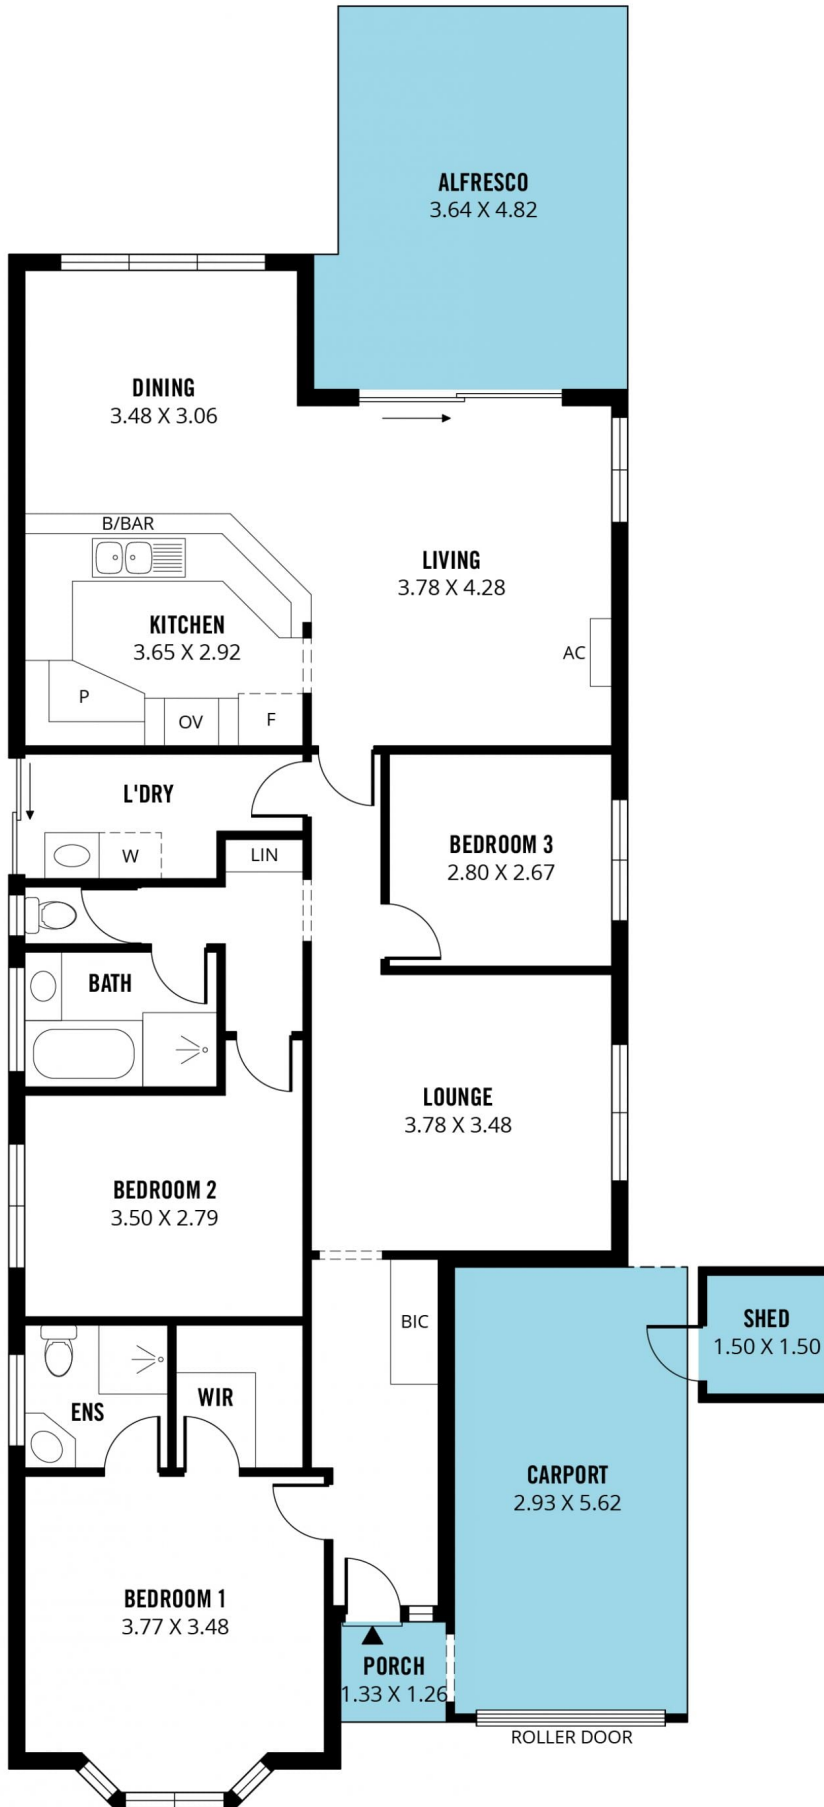 ALFRESCO
3.64 X 4.82
DINING
3.48 X 3.06
B/BAR
LIVING
3.78 X 4.28
KITCHEN
3.65 X 2.92
AC
P
OV
F
L'DRY
W
LIN
BEDROOM 3
2.80 X 2.67
BATH
LOUNGE
3.78 X 3.48
BEDROOM 2
3.50 X 2.79
BIC
SHED
1.50 X 1.50
WIR
ENS
CARPORT
2.93 X 5.62
BEDROOM 1
3.77 X 3.48
PORCH
1.33 X 1.26
ROLLER DOOR